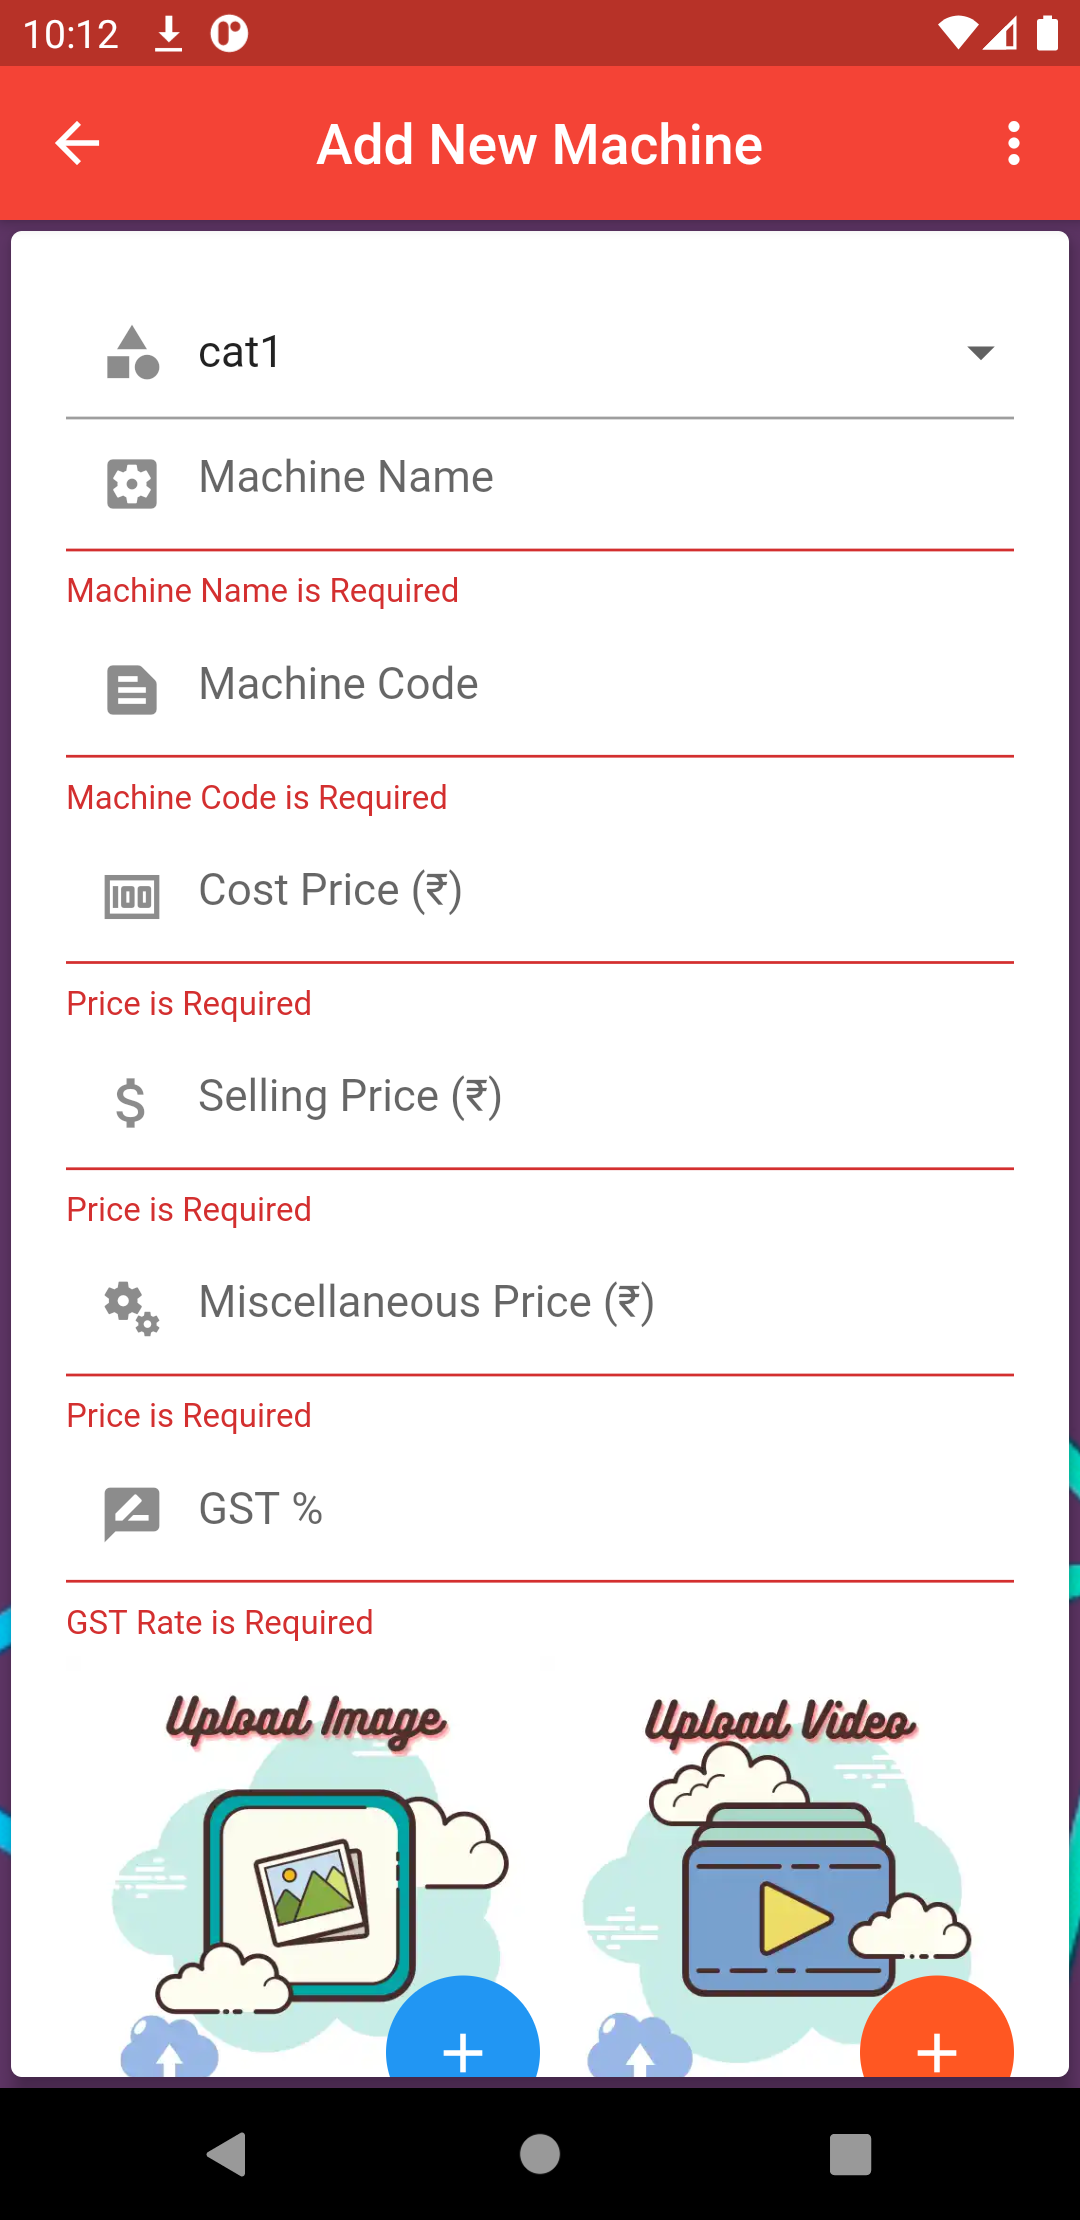 10:12
Add New Machine
cat1
Machine Name
Machine Name is Required
Machine Code
Machine Code is Required
100
Cost Price (₹)
Price is Required
$
Selling Price (₹)
Price is Required
Miscellaneous Price (₹)
Price is Required
GST %
GST Rate is Required
Upload Image
Upload Video